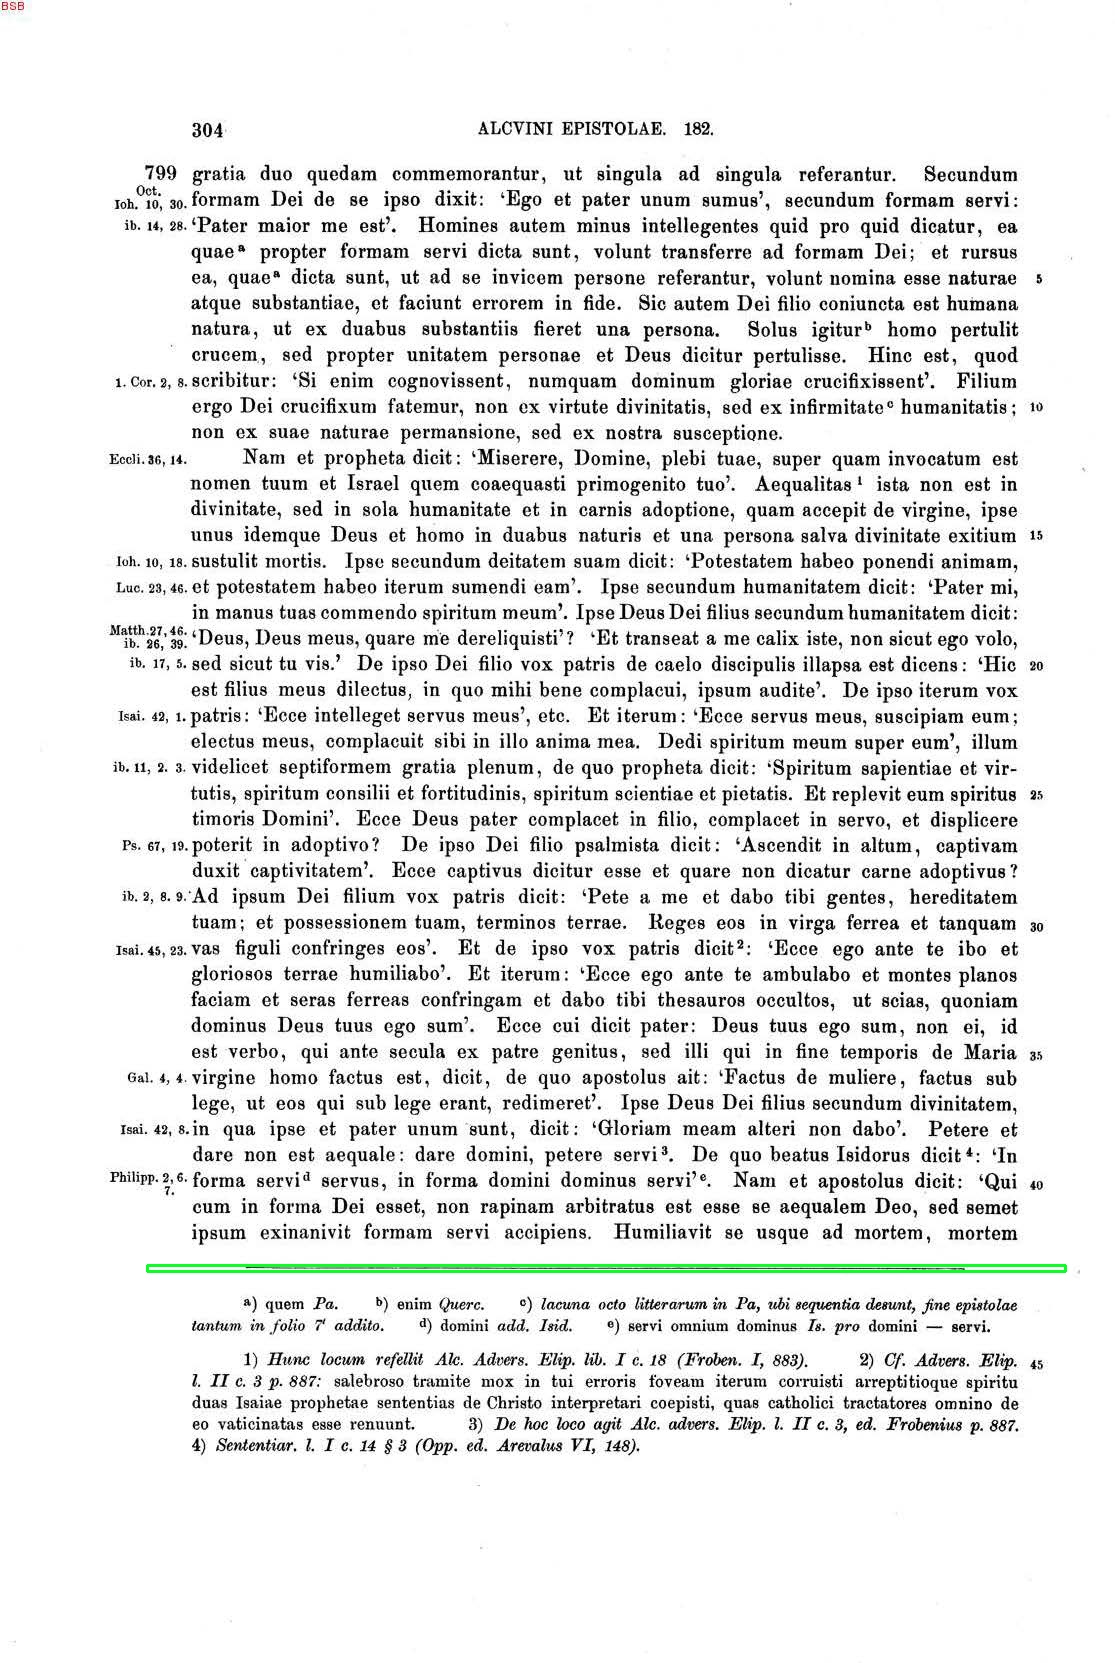 BSB
304
ALCVINI EPISTOLAE. 182.
799 gratia duo quedam commemorantur, ut singula ad singula referantur. Secundum
Oct.
Ioh. 10, 30. formam Dei de se ipso dixit: ‘Ego et pater unum sumus’, secundum formam servi:
ib. 14, 28. ‘Pater maior me est’. Homines autem minus intellegentes quid pro quid dicatur, ea
quaeᵃ propter formam servi dicta sunt, volunt transferre ad formam Dei; et rursus
ea, quaeᵃ dicta sunt, ut ad se invicem persone referantur, volunt nomina esse naturae 5
atque substantiae, et faciunt errorem in fide. Sic autem Dei filio coniuncta est humana
natura, ut ex duabus substantiis fieret una persona. Solus igiturᵇ homo pertulit
crucem, sed propter unitatem personae et Deus dicitur pertulisse. Hinc est, quod
1. Cor. 2, 8. scribitur: ‘Si enim cognovissent, numquam dominum gloriae crucifixissent’. Filium
ergo Dei crucifixum fatemur, non ex virtute divinitatis, sed ex infirmitateᶜ humanitatis; 10
non ex suae naturae permansione, sed ex nostra susceptione.
Eccli. 36, 14. Nam et propheta dicit: ‘Miserere, Domine, plebi tuae, super quam invocatum est
nomen tuum et Israel quem coaequasti primogenito tuo’. Aequalitas¹ ista non est in
divinitate, sed in sola humanitate et in carnis adoptione, quam accepit de virgine, ipse
unus idemque Deus et homo in duabus naturis et una persona salva divinitate exitium 15
Ioh. 10, 18. sustulit mortis. Ipse secundum deitatem suam dicit: ‘Potestatem habeo ponendi animam,
Luc. 23, 46. et potestatem habeo iterum sumendi eam’. Ipse secundum humanitatem dicit: ‘Pater mi,
in manus tuas commendo spiritum meum’. Ipse Deus Dei filius secundum humanitatem dicit:
Matth. 27, 46.
ib. 26, 39. ‘Deus, Deus meus, quare me dereliquisti’? ‘Et transeat a me calix iste, non sicut ego volo,
ib. 17, 5. sed sicut tu vis.’ De ipso Dei filio vox patris de caelo discipulis illapsa est dicens: ‘Hic 20
est filius meus dilectus, in quo mihi bene complacui, ipsum audite’. De ipso iterum vox
Isai. 42, 1. patris: ‘Ecce intelleget servus meus’, etc. Et iterum: ‘Ecce servus meus, suscipiam eum;
electus meus, complacuit sibi in illo anima mea. Dedi spiritum meum super eum’, illum
ib. 11, 2. 3. videlicet septiformem gratia plenum, de quo propheta dicit: ‘Spiritum sapientiae et vir-
tutis, spiritum consilii et fortitudinis, spiritum scientiae et pietatis. Et replevit eum spiritus 25
timoris Domini’. Ecce Deus pater complacet in filio, complacet in servo, et displicere
Ps. 67, 19. poterit in adoptivo? De ipso Dei filio psalmista dicit: ‘Ascendit in altum, captivam
duxit captivitatem’. Ecce captivus dicitur esse et quare non dicatur carne adoptivus?
ib. 2, 8. 9. Ad ipsum Dei filium vox patris dicit: ‘Pete a me et dabo tibi gentes, hereditatem
tuam; et possessionem tuam, terminos terrae. Reges eos in virga ferrea et tanquam 30
Isai. 45, 23. vas figuli confringes eos’. Et de ipso vox patris dicit²: ‘Ecce ego ante te ibo et
gloriosos terrae humiliabo’. Et iterum: ‘Ecce ego ante te ambulabo et montes planos
faciam et seras ferreas confringam et dabo tibi thesauros occultos, ut scias, quoniam
dominus Deus tuus ego sum’. Ecce cui dicit pater: Deus tuus ego sum, non ei, id
est verbo, qui ante secula ex patre genitus, sed illi qui in fine temporis de Maria 35
Gal. 4, 4. virgine homo factus est, dicit, de quo apostolus ait: ‘Factus de muliere, factus sub
lege, ut eos qui sub lege erant, redimeret’. Ipse Deus Dei filius secundum divinitatem,
Isai. 42, 8. in qua ipse et pater unum sunt, dicit: ‘Gloriam meam alteri non dabo’. Petere et
dare non est aequale: dare domini, petere servi³. De quo beatus Isidorus dicit⁴: ‘In
Philipp. 2, 6.
7. forma serviᵈ servus, in forma domini dominus servi’ᵉ. Nam et apostolus dicit: ‘Qui 40
cum in forma Dei esset, non rapinam arbitratus est esse se aequalem Deo, sed semet
ipsum exinanivit formam servi accipiens. Humiliavit se usque ad mortem, mortem
a) quem Pa. b) enim Querc. c) lacuna octo litterarum in Pa, ubi sequentia desunt, fine epistolae
tantum in folio 7' addito. d) domini add. Isid. e) servi omnium dominus Is. pro domini — servi.
1) Hunc locum refellit Alc. Advers. Elip. lib. I c. 18 (Froben. I, 883). 2) Cf. Advers. Elip. 45
l. II c. 3 p. 887: salebroso tramite mox in tui erroris foveam iterum corruisti arreptitioque spiritu
duas Isaiae prophetae sententias de Christo interpretari coepisti, quas catholici tractatores omnino de
eo vaticinatas esse renuunt. 3) De hoc loco agit Alc. advers. Elip. l. II c. 3, ed. Frobenius p. 887.
4) Sententiar. l. I c. 14 § 3 (Opp. ed. Arevalus VI, 148).